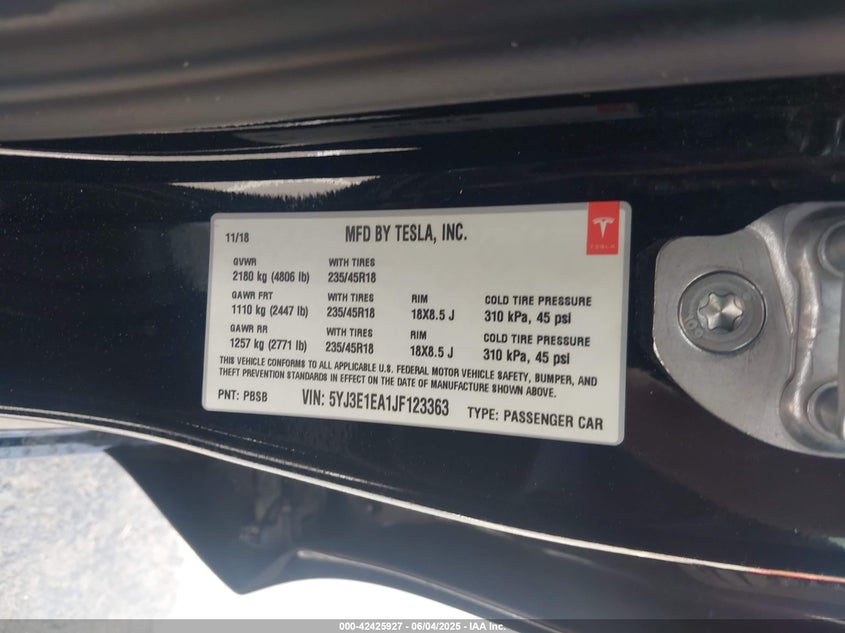 11/18 MFD BY TESLA, INC.
TESLA
GVWR WITH TIRES
2180 kg (4806 lb) 235/45R18
GAWR FRT WITH TIRES RIM COLD TIRE PRESSURE
1110 kg (2447 lb) 235/45R18 18X8.5 J 310 kPa, 45 psi
GAWR RR WITH TIRES RIM COLD TIRE PRESSURE
1257 kg (2771 lb) 235/45R18 18X8.5 J 310 kPa, 45 psi
THIS VEHICLE CONFORMS TO ALL APPLICABLE U.S. FEDERAL MOTOR VEHICLE SAFETY, BUMPER, AND
THEFT PREVENTION STANDARDS IN EFFECT ON THE DATE OF MANUFACTURE SHOWN ABOVE.
PNT: PBSB VIN: 5YJ3E1EA1JF123363 TYPE: PASSENGER CAR
000-42425927 - 06/04/2025 - IAA Inc.